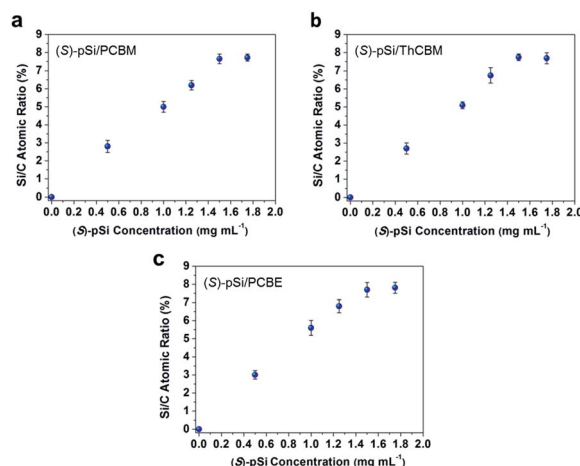 a
(S)-pSi/PCBM
Si/C Atomic Ratio (%)
9
8
7
6
5
4
3
2
1
0
0.0 0.2 0.4 0.6 0.8 1.0 1.2 1.4 1.6 1.8 2.0
(S)-pSi Concentration (mg mL⁻¹)
b
(S)-pSi/ThCBM
Si/C Atomic Ratio (%)
9
8
7
6
5
4
3
2
1
0
0.0 0.2 0.4 0.6 0.8 1.0 1.2 1.4 1.6 1.8 2.0
(S)-pSi Concentration (mg mL⁻¹)
c
(S)-pSi/PCBE
Si/C Atomic Ratio (%)
9
8
7
6
5
4
3
2
1
0
0.0 0.2 0.4 0.6 0.8 1.0 1.2 1.4 1.6 1.8 2.0
(S)-pSi Concentration (mg mL⁻¹)